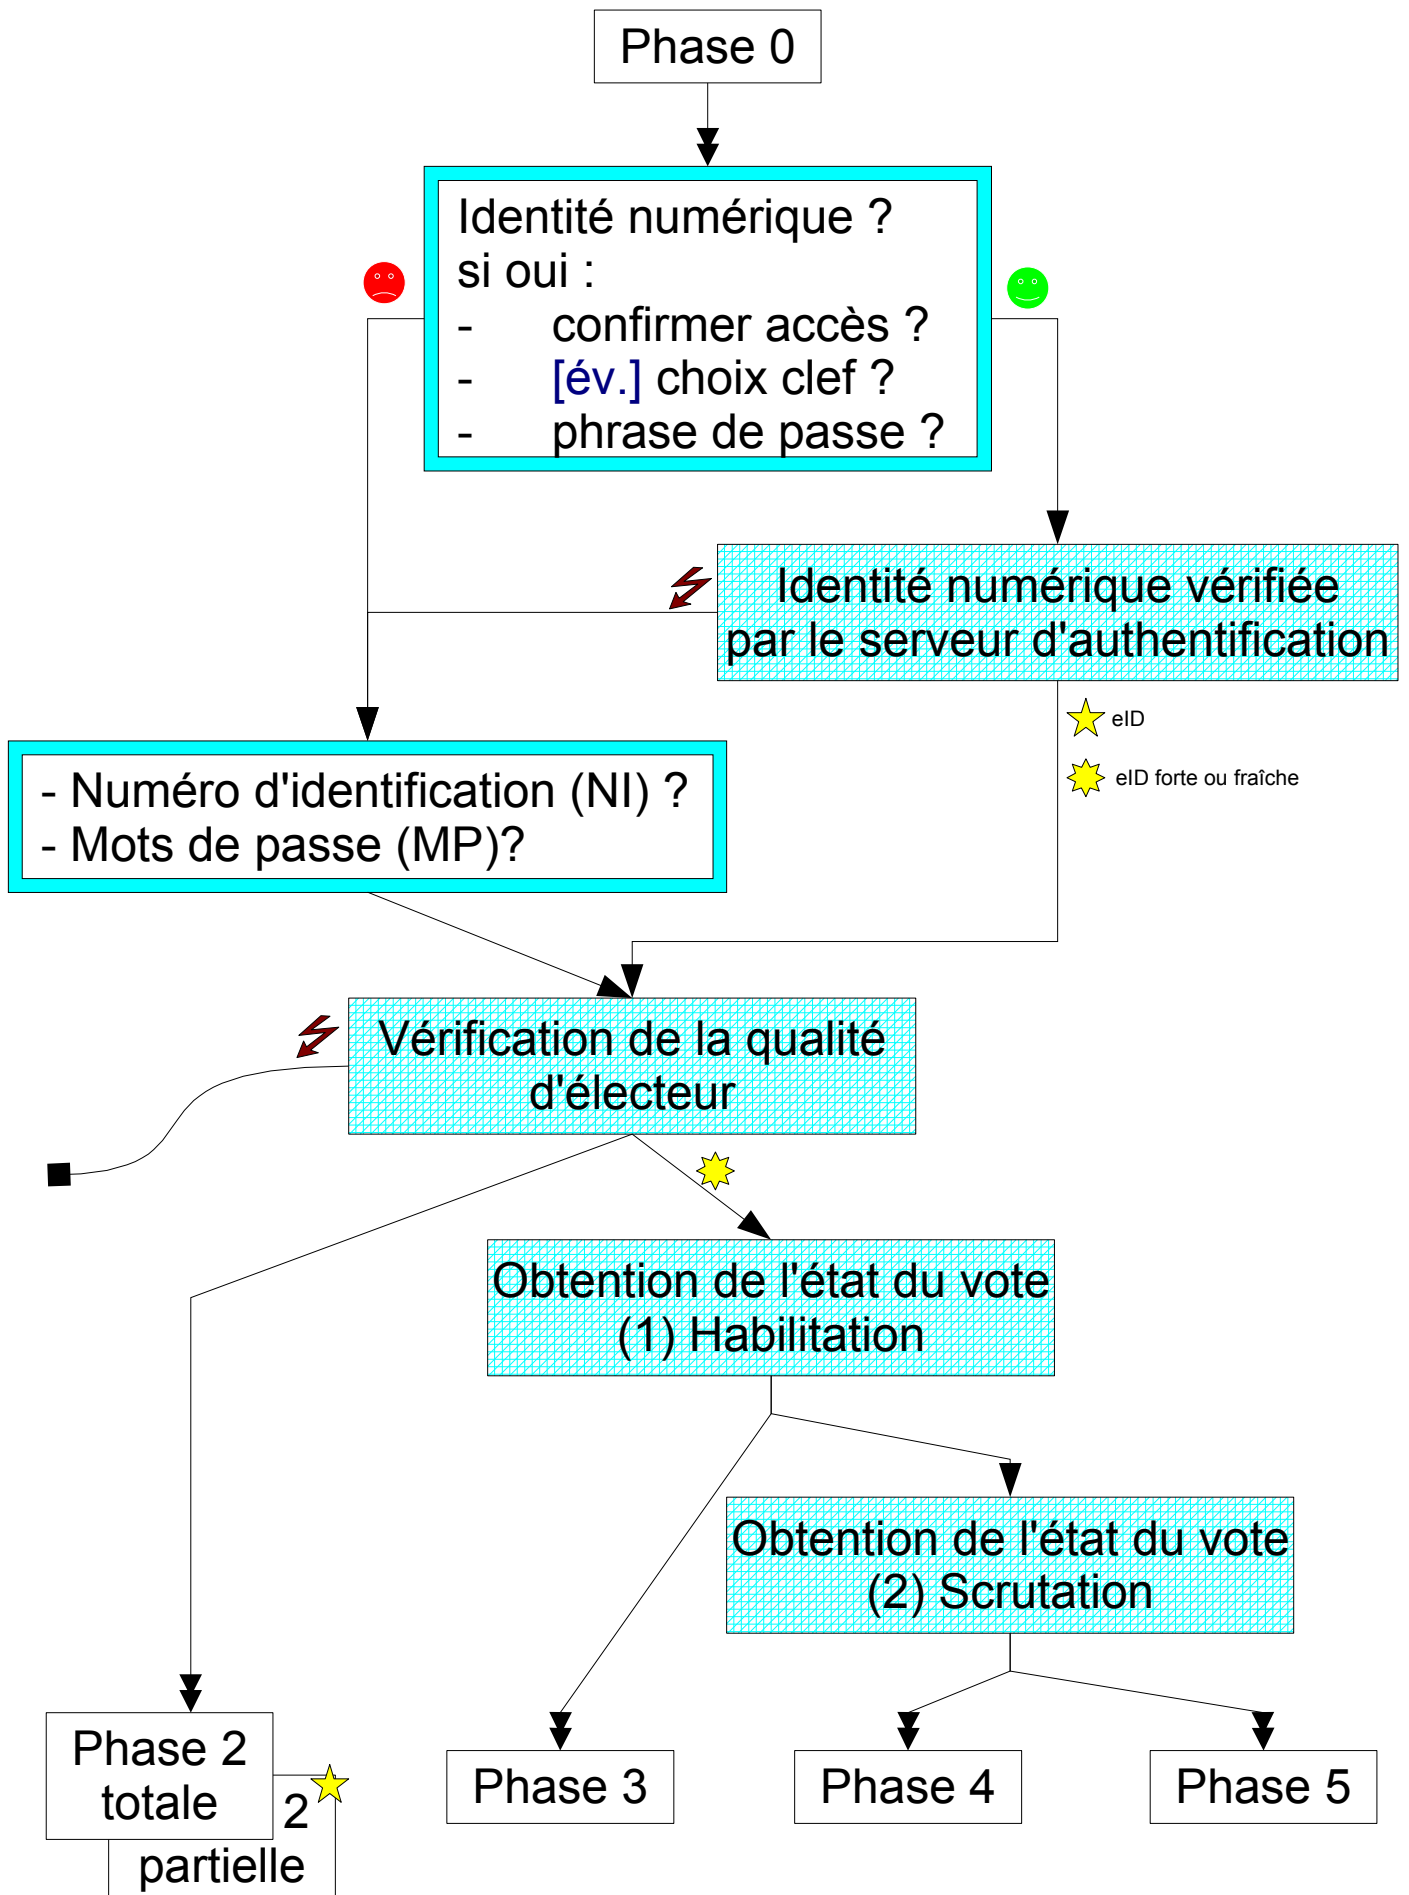 Phase 0
Identité numérique ?
si oui :
- confirmer accès ?
- [év.] choix clef ?
- phrase de passe ?
Identité numérique vérifiée
par le serveur d'authentification
eID
eID forte ou fraîche
- Numéro d'identification (NI) ?
- Mots de passe (MP)?
Vérification de la qualité
d'électeur
Obtention de l'état du vote
(1) Habilitation
Obtention de l'état du vote
(2) Scrutation
Phase 2
totale
2
partielle
Phase 3
Phase 4
Phase 5